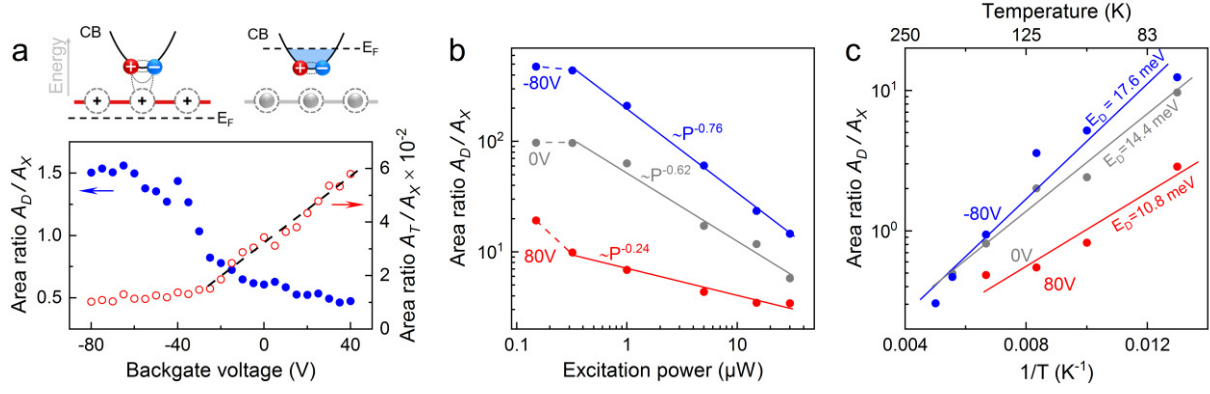 a
CB
Energy
E_F
CB
E_F
+ −
+ + +
+ −
Area ratio A_D / A_X
1.5
1.0
0.5
6
4
2
0
Area ratio A_T / A_X × 10^-2
-80 -40 0 40
Backgate voltage (V)
b
Area ratio A_D / A_X
10^2
10^1
-80V
0V
80V
~P^-0.76
~P^-0.62
~P^-0.24
0.1 1 10
Excitation power (µW)
c
Temperature (K)
250 125 83
Area ratio A_D / A_X
10^1
10^0
E_D = 17.6 meV
E_D=14.4 meV
E_D=10.8 meV
-80V
0V
80V
0.004 0.008 0.012
1/T (K^-1)